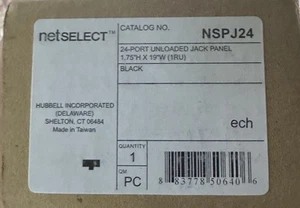 netSELECT™
CATALOG NO.
NSPJ24
24-PORT UNLOADED JACK PANEL
1.75"H X 19"W (1RU)
BLACK
HUBBELL INCORPORATED
(DELAWARE)
SHELTON, CT 06484
Made in Taiwan
ech
QUANTITY
1
QM
PC
8 83778 50640 6